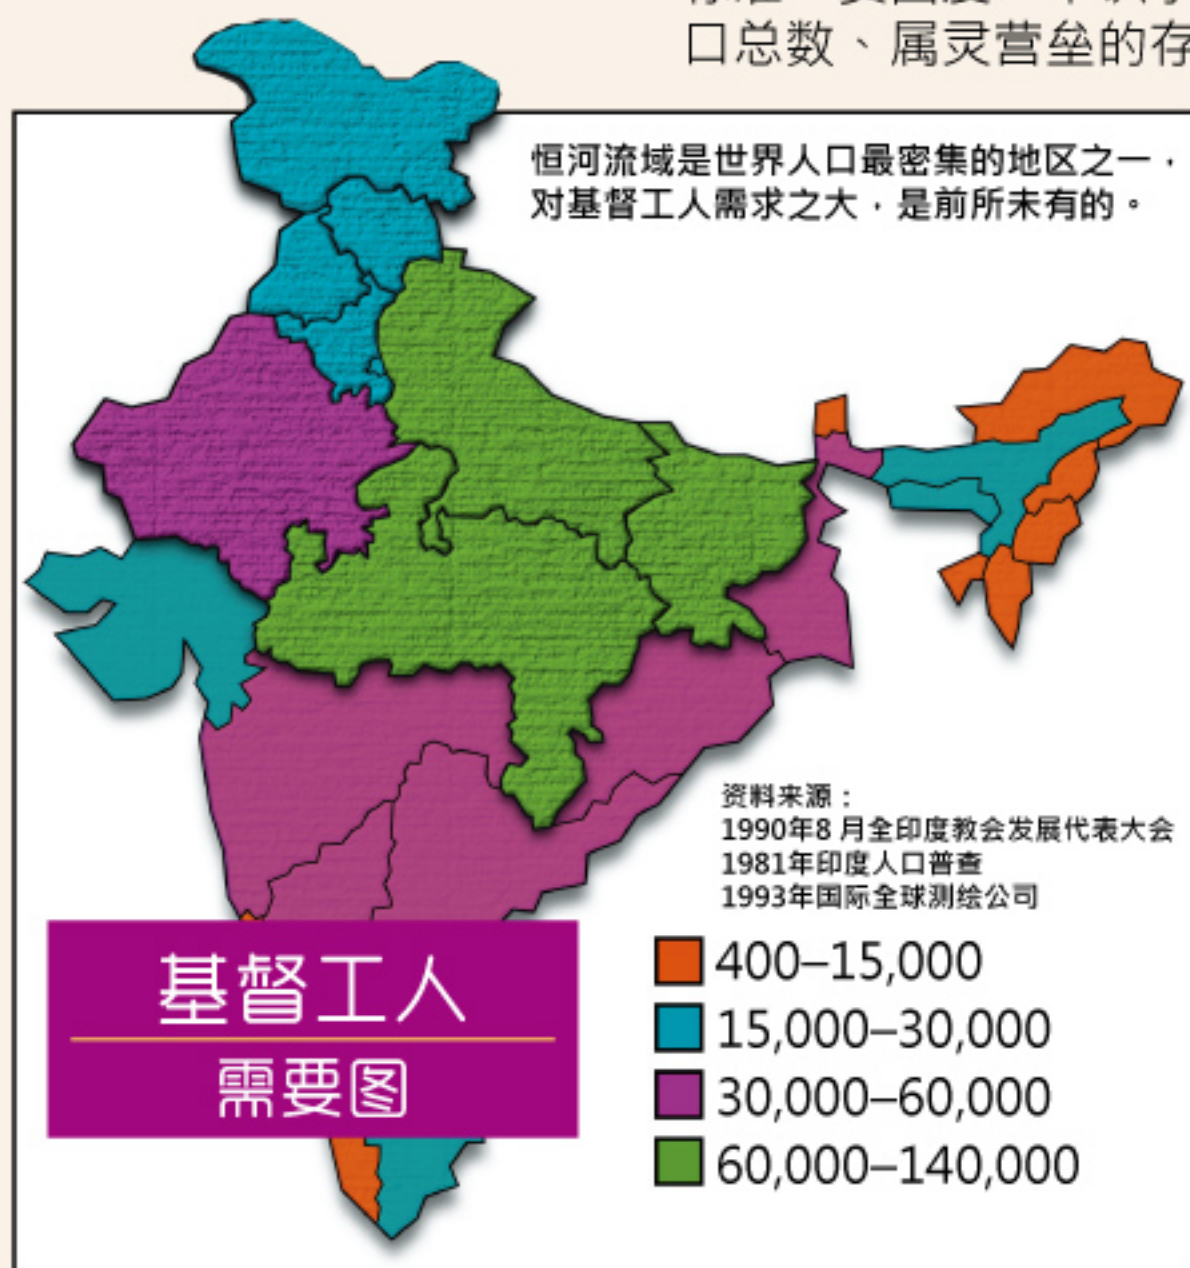 口总数、属灵营垒的存
恒河流域是世界人口最密集的地区之一，
对基督工人需求之大，是前所未有的。
资料来源：
1990年8 月全印度教会发展代表大会
1981年印度人口普查
1993年国际全球测绘公司
400–15,000
15,000–30,000
30,000–60,000
60,000–140,000
基督工人
需要图